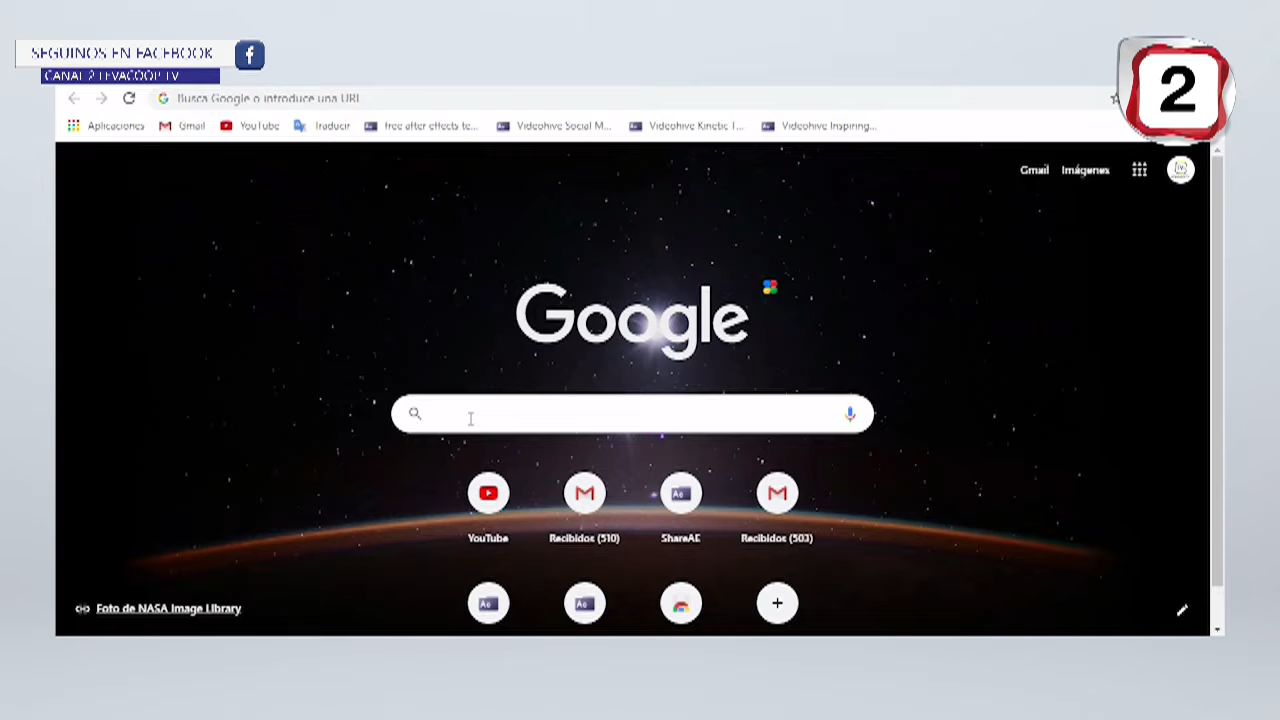 SEGUINOS EN FACEBOOK
CANAL 2 LEVACOOP TV
2
Busca Google o introduce una URL
Aplicaciones Gmail YouTube Traducir free after effects te... Videohive Social M... Videohive Kinetic T... Videohive Inspiring...
Gmail Imágenes
Google
YouTube Recibidos (510) ShareAE Recibidos (503)
Foto de NASA Image Library